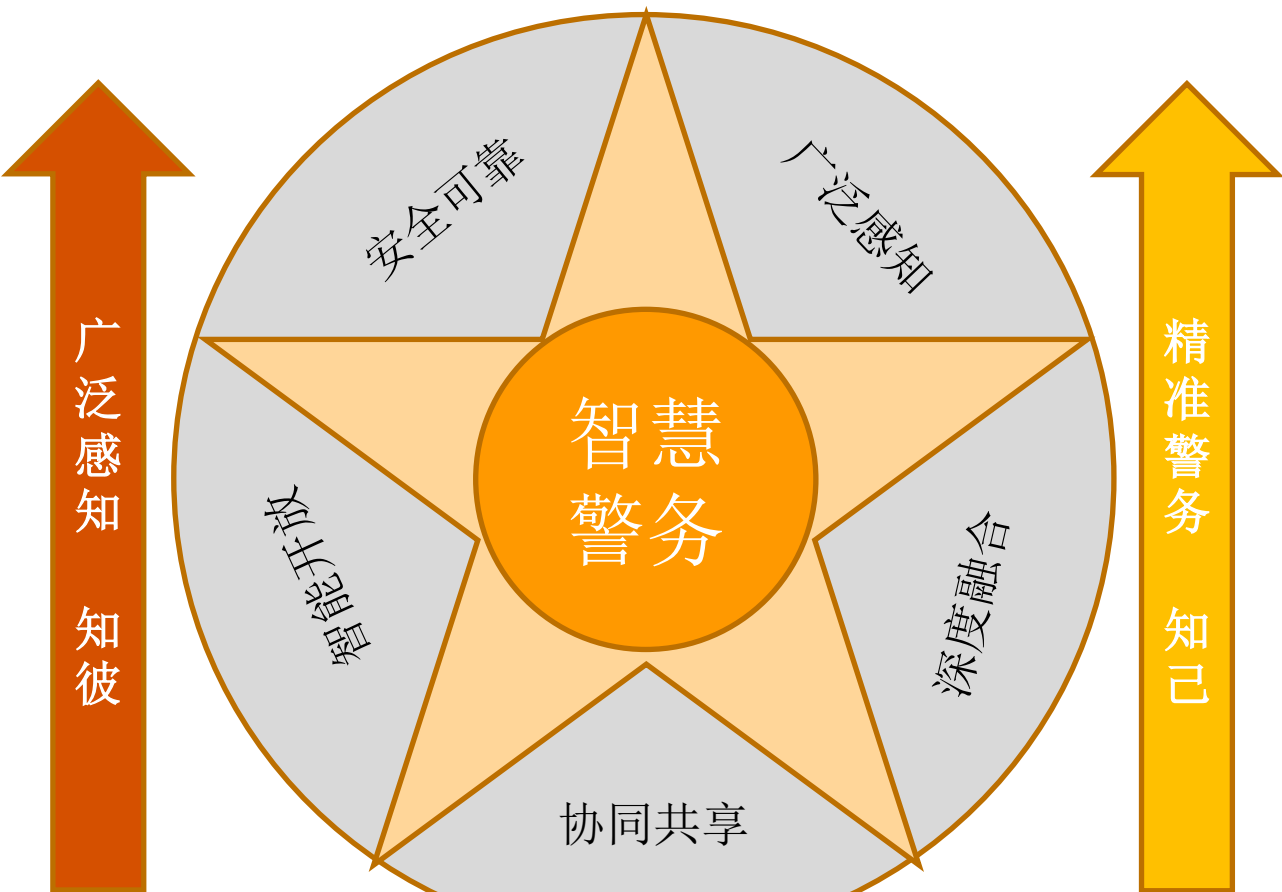 安全可靠
广泛感知
广泛感知 知彼
智慧
警务
精准警务 知己
智能开放
深度融合
协同共享